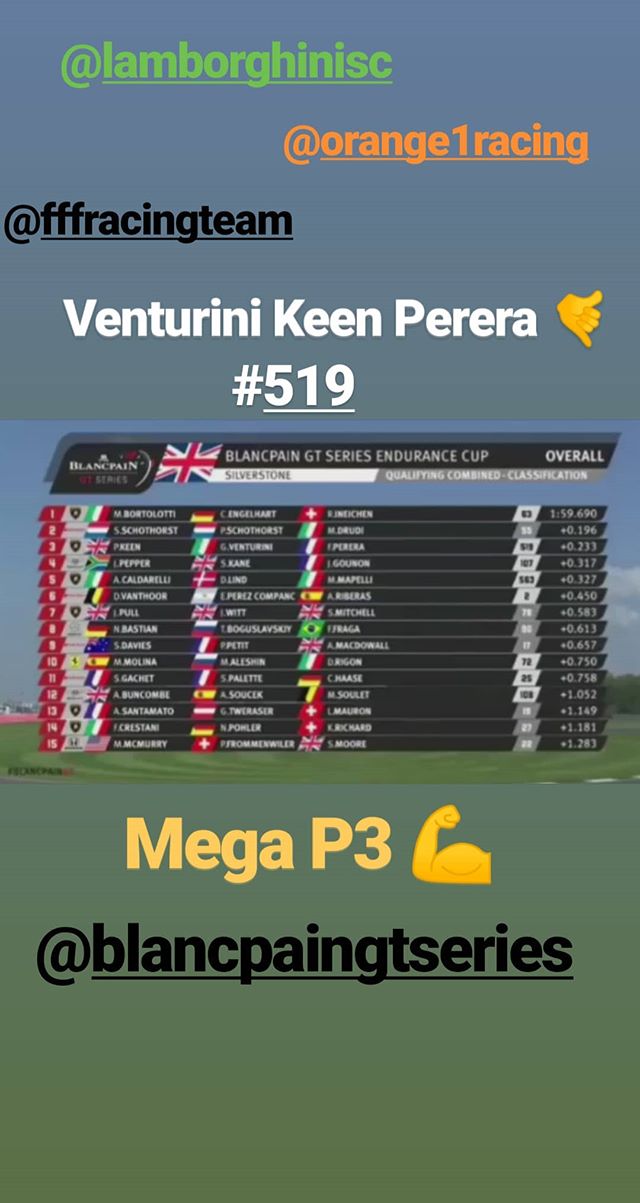 @lamborghinisc
@orange1racing
@fffracingteam
Venturini Keen Perera 🤙
#519
BLANCPAIN GT SERIES
BLANCPAIN GT SERIES ENDURANCE CUP OVERALL
SILVERSTONE QUALIFYING COMBINED - CLASSIFICATION
1 M.BORTOLOTTI C.ENGELHART R.INEICHEN 63 1:59.690
2 S.SCHOTHORST P.SCHOTHORST M.DRUDI 55 +0.196
3 P.KEEN G.VENTURINI F.PERERA 519 +0.233
4 J.PEPPER S.KANE J.GOUNON 107 +0.317
5 A.CALDARELLI D.LIND M.MAPELLI 563 +0.327
6 D.VANTHOOR E.PEREZ COMPANC A.RIBERAS 2 +0.450
7 J.PULL J.WITT S.MITCHELL 78 +0.583
8 N.BASTIAN T.BOGUSLAVSKIY F.FRAGA +0.613
9 S.DAVIES P.PETIT A.MACDOWALL 17 +0.657
10 M.MOLINA M.ALESHIN D.RIGON 72 +0.750
11 S.GACHET S.PALETTE C.HAASE 25 +0.758
12 A.BUNCOMBE A.SOUCEK M.SOULET 108 +1.052
13 A.SANTAMATO G.TWERASER L.MAURON +1.149
14 F.CRESTANI N.POHLER K.RICHARD 27 +1.181
15 M.MCMURRY P.FROMMENWILER S.MOORE 22 +1.283
#BLANCPAINGT
Mega P3 💪
@blancpaingtseries